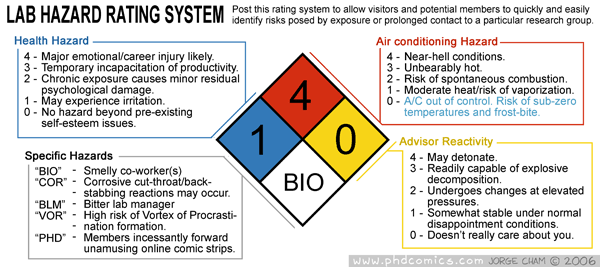 LAB HAZARD RATING SYSTEM
Post this rating system to allow visitors and potential members to quickly and easily
identify risks posed by exposure or prolonged contact to a particular research group.
Health Hazard
4 - Major emotional/career injury likely.
3 - Temporary incapacitation of productivity.
2 - Chronic exposure causes minor residual
psychological damage.
1 - May experience irritation.
0 - No hazard beyond pre-existing
self-esteem issues.
Air conditioning Hazard
4 - Near-hell conditions.
3 - Unbearably hot.
2 - Risk of spontaneous combustion.
1 - Moderate heat/risk of vaporization.
0 - A/C out of control. Risk of sub-zero
temperatures and frost-bite.
4
1
0
BIO
Specific Hazards
"BIO" - Smelly co-worker(s)
"COR" - Corrosive cut-throat/back-
stabbing reactions may occur.
"BLM" - Bitter lab manager
"VOR" - High risk of Vortex of Procrasti-
nation formation.
"PHD" - Members incessantly forward
unamusing online comic strips.
Advisor Reactivity
4 - May detonate.
3 - Readily capable of explosive
decomposition.
2 - Undergoes changes at elevated
pressures.
1 - Somewhat stable under normal
disappointment conditions.
0 - Doesn't really care about you.
www.phdcomics.com JORGE CHAM © 2006